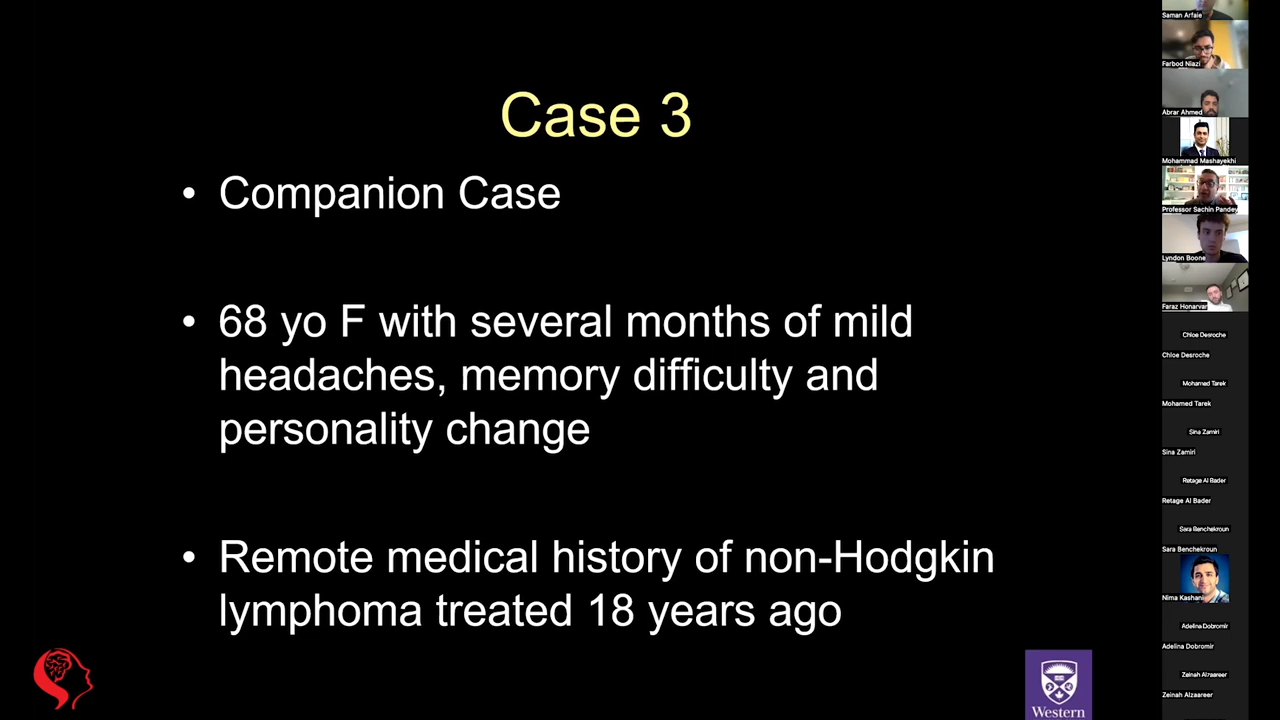 Case 3
• Companion Case
• 68 yo F with several months of mild
headaches, memory difficulty and
personality change
• Remote medical history of non-Hodgkin
lymphoma treated 18 years ago
Western
Saman Arfaie
Farbod Niazi
Abrar Ahmed
Mohammad Mashayekhi
Professor Sachin Pandey
Lyndon Boone
Faraz Honarvar
Chloe Desroche
Chloe Desroche
Mohamed Tarek
Mohamed Tarek
Sina Zamiri
Sina Zamiri
Retage Al Bader
Retage Al Bader
Sara Benchekroun
Sara Benchekroun
Nima Kashani
Adelina Dobromir
Adelina Dobromir
Zeinah Alzaareer
Zeinah Alzaareer